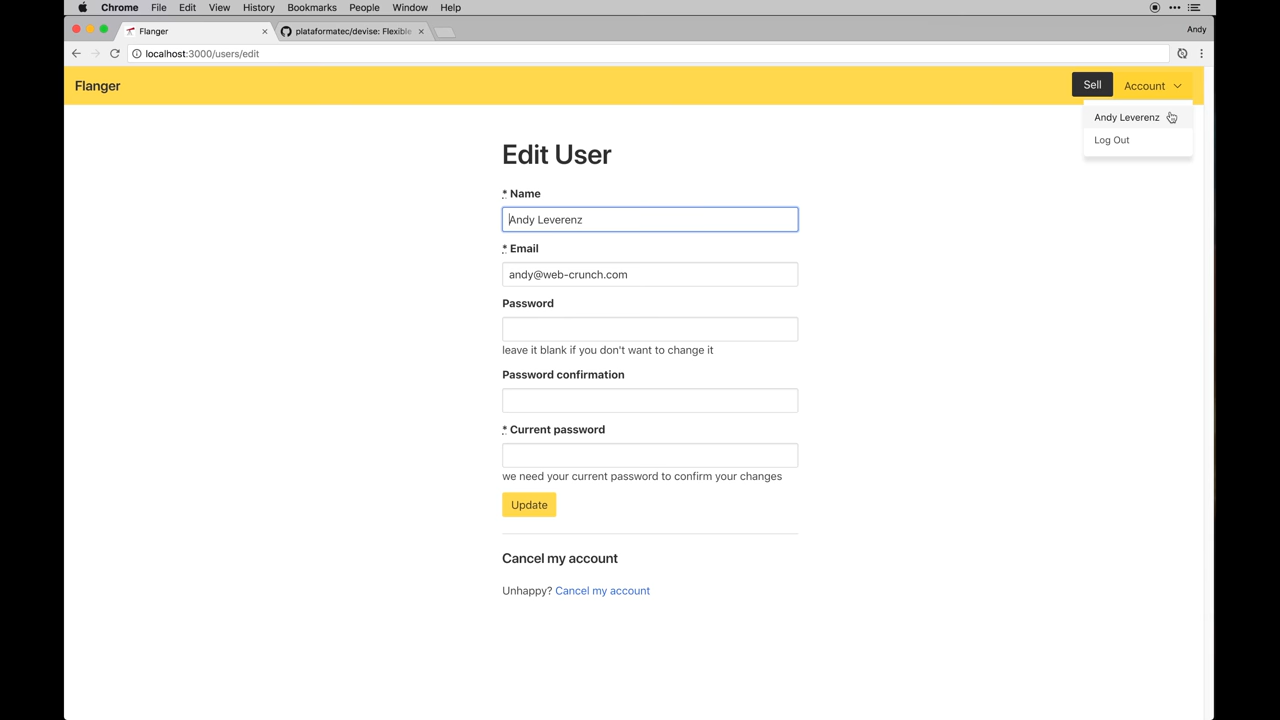 Chrome File Edit View History Bookmarks People Window Help
Flanger plataformatec/devise: Flexible Andy
localhost:3000/users/edit
Flanger Sell Account
Andy Leverenz
Log Out
Edit User
* Name
Andy Leverenz
* Email
andy@web-crunch.com
Password
leave it blank if you don't want to change it
Password confirmation
* Current password
we need your current password to confirm your changes
Update
Cancel my account
Unhappy? Cancel my account